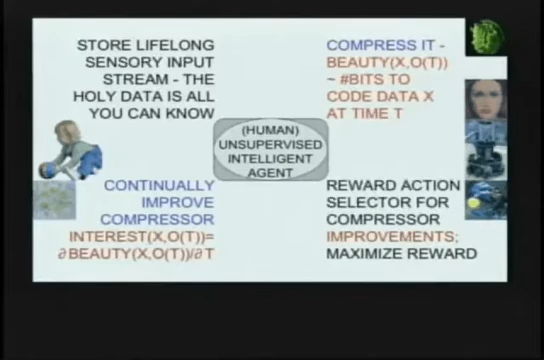 STORE LIFELONG
SENSORY INPUT
STREAM - THE
HOLY DATA IS ALL
YOU CAN KNOW
COMPRESS IT -
BEAUTY(X,O(T))
~ #BITS TO
CODE DATA X
AT TIME T
(HUMAN)
UNSUPERVISED
INTELLIGENT
AGENT
CONTINUALLY
IMPROVE
COMPRESSOR
INTEREST(X,O(T))=
∂BEAUTY(X,O(T))/∂T
REWARD ACTION
SELECTOR FOR
COMPRESSOR
IMPROVEMENTS;
MAXIMIZE REWARD